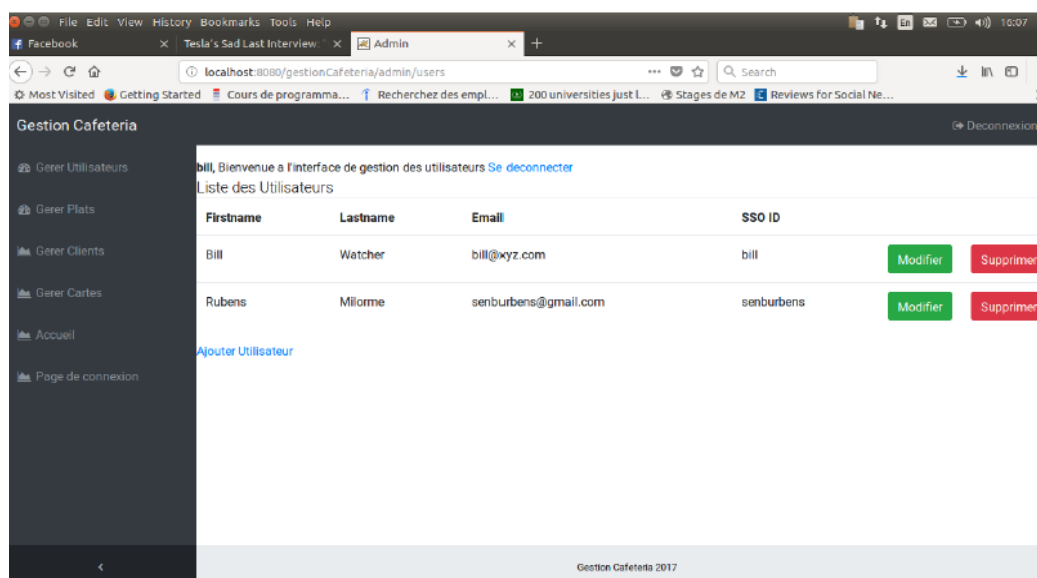 File Edit View History Bookmarks Tools Help En 16:07
Facebook × Tesla's Sad Last Interview: × Admin × +
localhost:8080/gestionCafeteria/admin/users ••• Search
Most Visited Getting Started Cours de programma... Recherchez des empl... 200 universities just l... Stages de M2 Reviews for Social Ne...
Gestion Cafeteria Deconnexion
Gerer Utilisateurs
Gerer Plats
Gerer Clients
Gerer Cartes
Accueil
Page de connexion
bill, Bienvenue a l'interface de gestion des utilisateurs Se deconnecter
Liste des Utilisateurs
Firstname Lastname Email SSO ID
Bill Watcher bill@xyz.com bill Modifier Supprimer
Rubens Milorme senburbens@gmail.com senburbens Modifier Supprimer
Ajouter Utilisateur
Gestion Cafeteria 2017